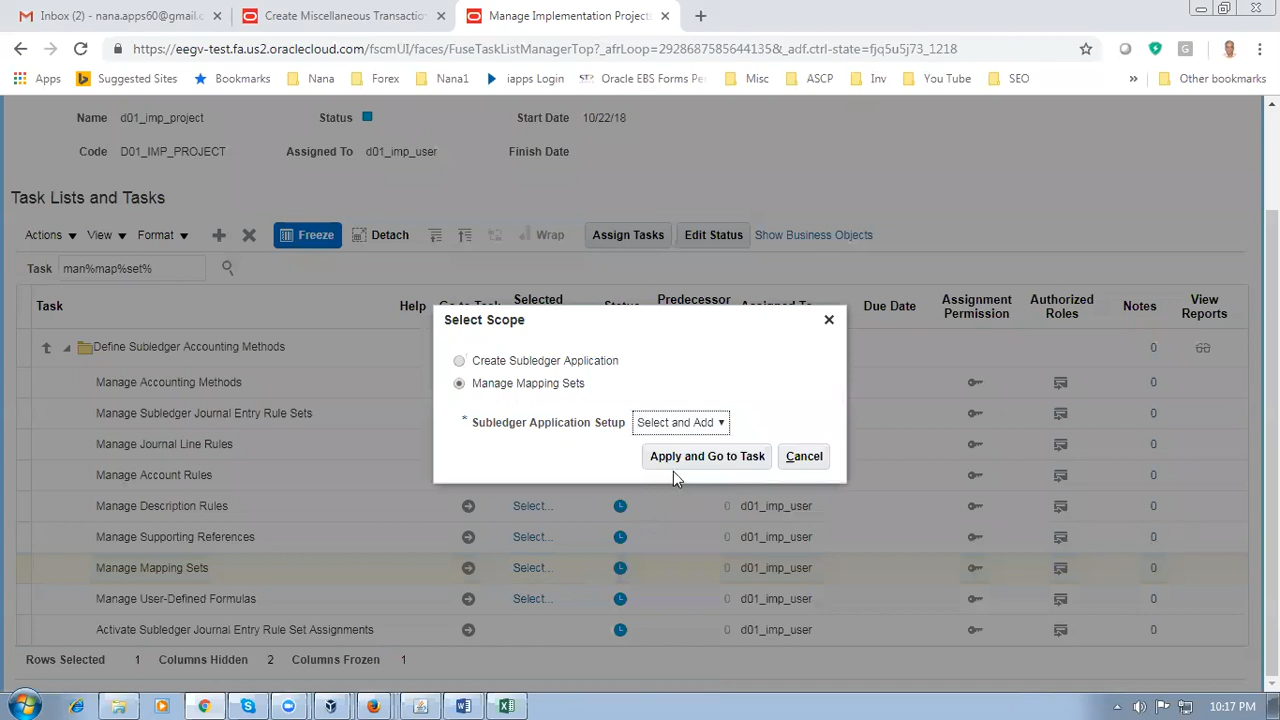 Inbox (2) - nana.apps60@gmail.c
Create Miscellaneous Transactio
Manage Implementation Projects
https://eegv-test.fa.us2.oraclecloud.com/fscmUI/faces/FuseTaskListManagerTop?_afrLoop=29286875856441358&_adf.ctrl-state=fjq5u5j73_1218
Apps Suggested Sites Bookmarks Nana Forex Nana1 iapps Login Oracle EBS Forms Pe Misc ASCP Inv You Tube SEO » Other bookmarks
Name d01_imp_project Status Start Date 10/22/18
Code D01_IMP_PROJECT Assigned To d01_imp_user Finish Date
Task Lists and Tasks
Actions View Format Freeze Detach Wrap Assign Tasks Edit Status Show Business Objects
Task man%map%set%
Task Help Go to Task Selected Status Predecessor Assigned To Due Date Assignment Permission Authorized Roles Notes View Reports
Define Subledger Accounting Methods 0
Manage Accounting Methods 0
Manage Subledger Journal Entry Rule Sets 0
Manage Journal Line Rules 0
Manage Account Rules 0
Manage Description Rules Select... 0 d01_imp_user 0
Manage Supporting References Select... 0 d01_imp_user 0
Manage Mapping Sets Select... 0 d01_imp_user 0
Manage User-Defined Formulas Select... 0 d01_imp_user 0
Activate Subledger Journal Entry Rule Set Assignments 0 d01_imp_user 0
Rows Selected 1 Columns Hidden 2 Columns Frozen 1
Select Scope
Create Subledger Application
Manage Mapping Sets
* Subledger Application Setup Select and Add
Apply and Go to Task Cancel
10:17 PM